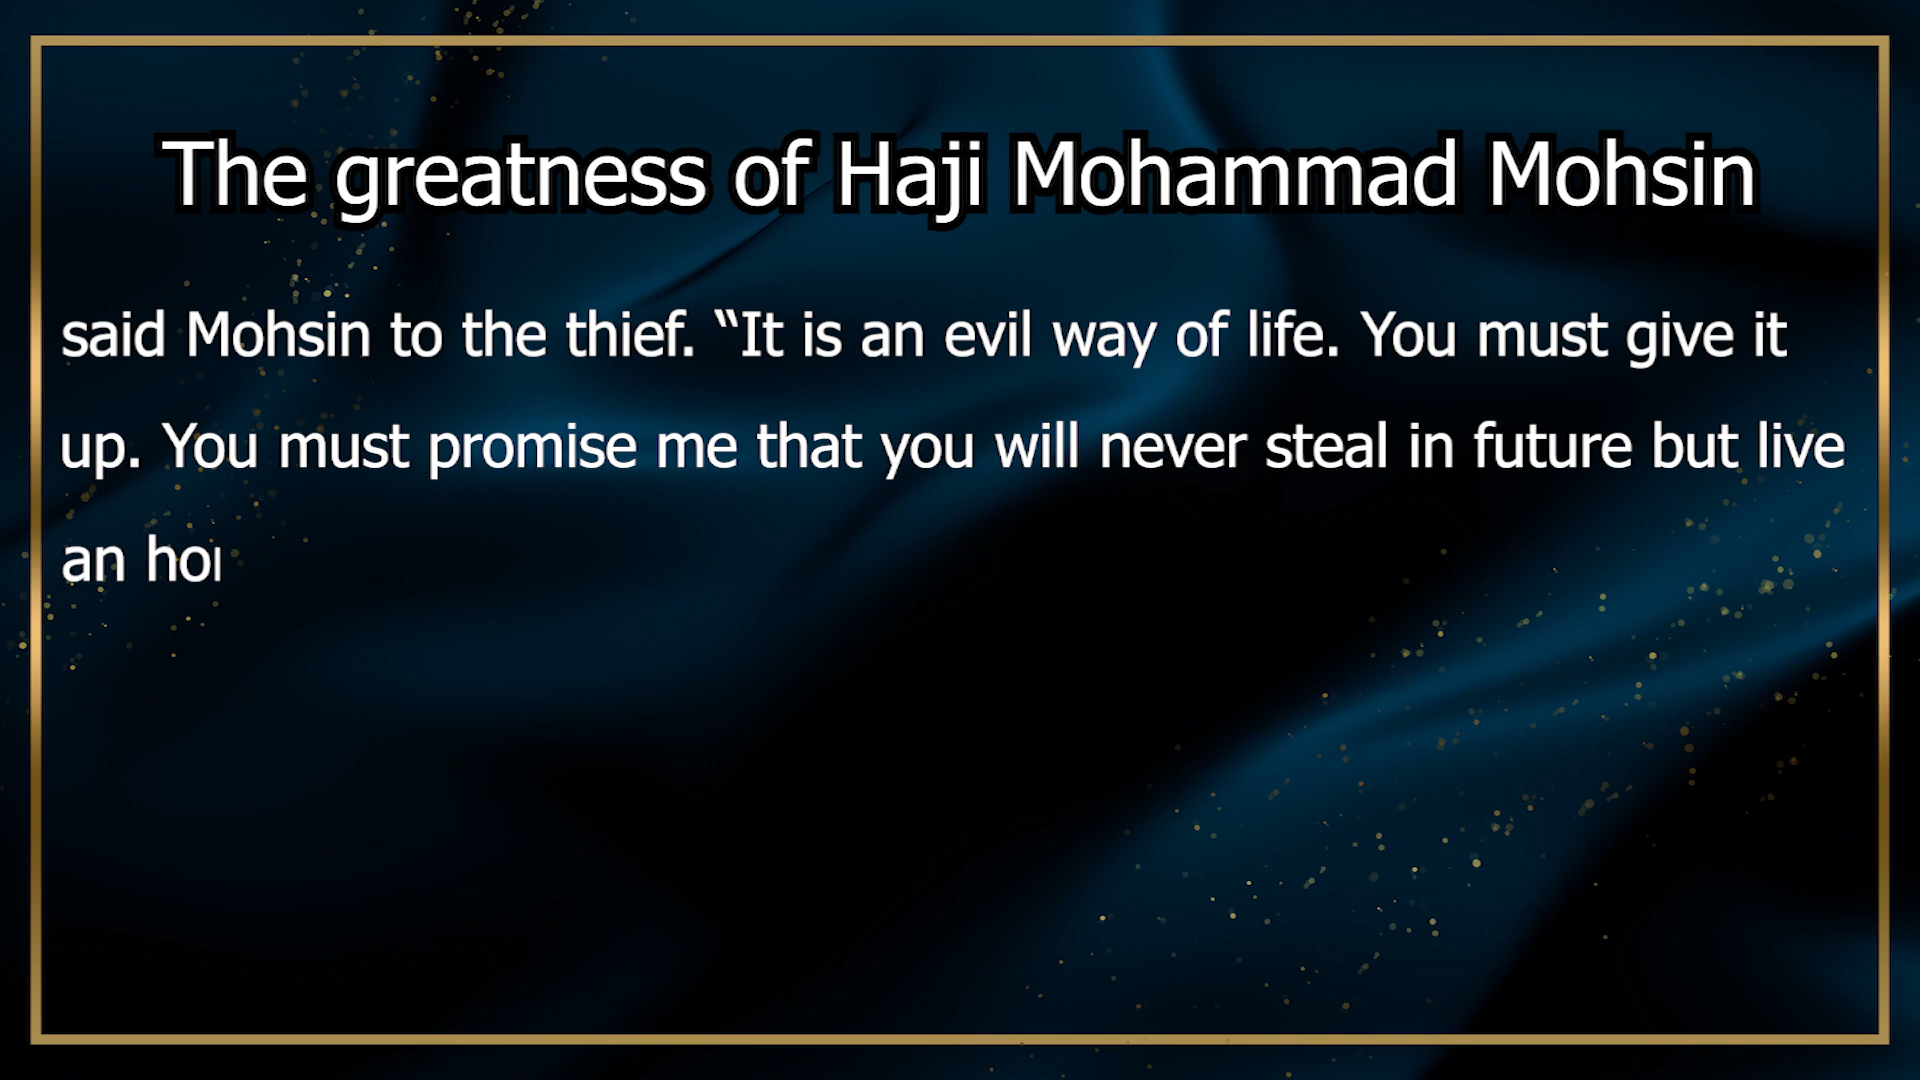 The greatness of Haji Mohammad Mohsin
said Mohsin to the thief. “It is an evil way of life. You must give it
up. You must promise me that you will never steal in future but live
an